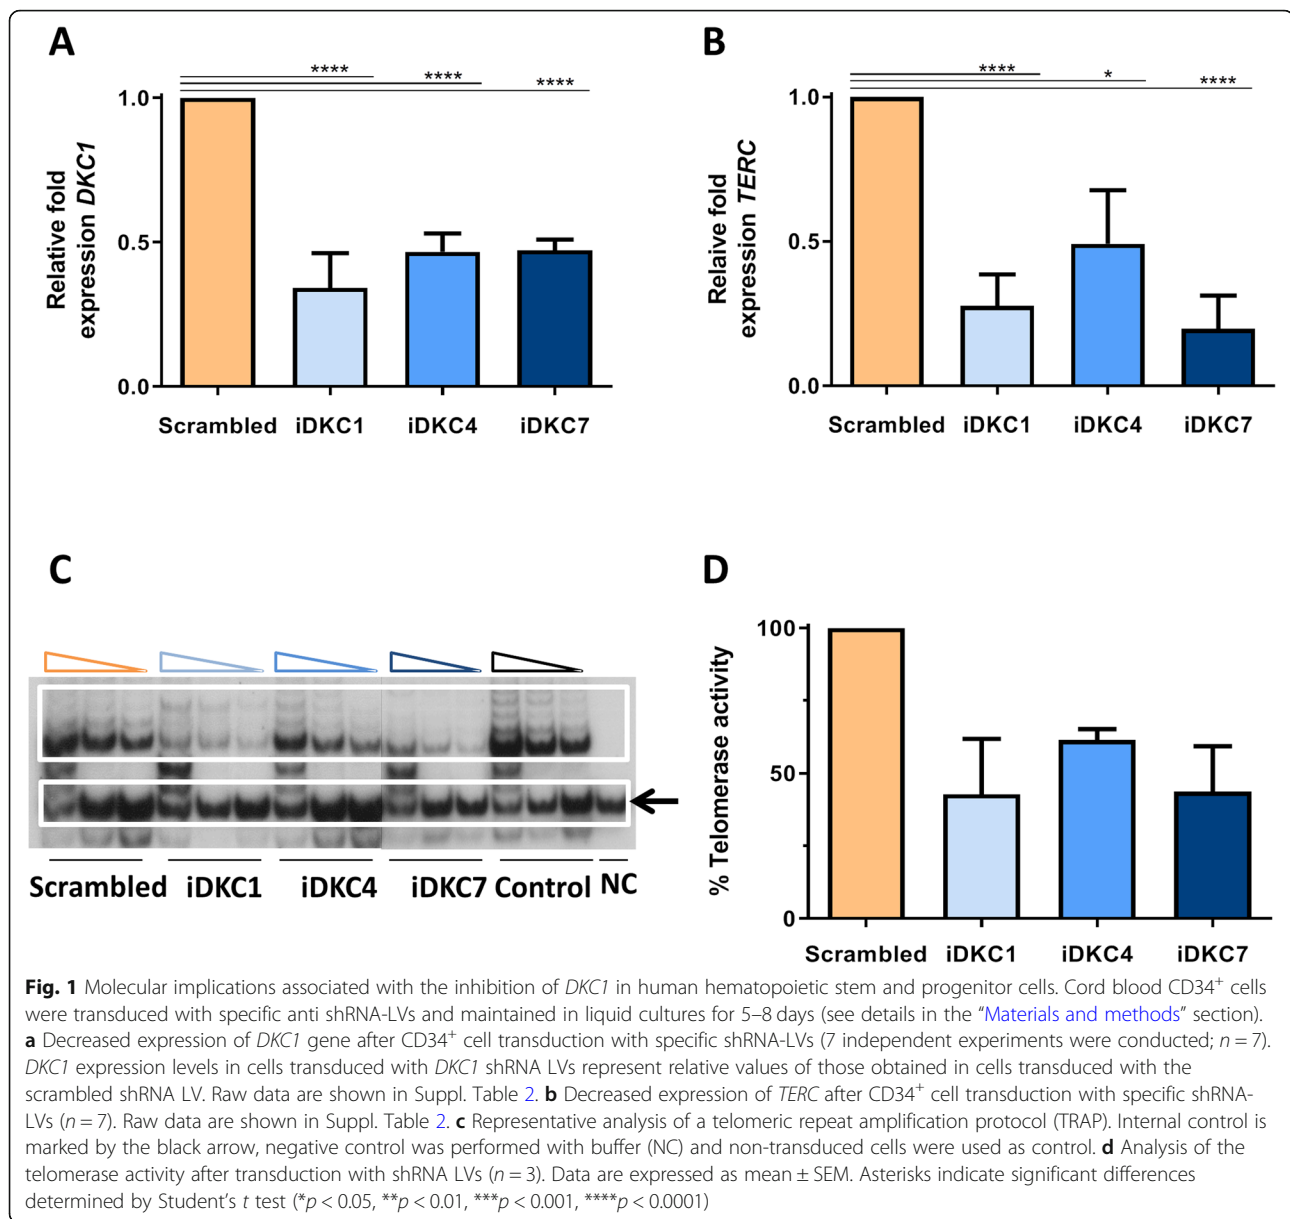 A
****
****
****
1.0
0.5
0.0
Relative fold
expression DKC1
Scrambled iDKC1 iDKC4 iDKC7
B
****
*
****
1.0
0.5
0.0
Relaive fold
expression TERC
Scrambled iDKC1 iDKC4 iDKC7
C
Scrambled iDKC1 iDKC4 iDKC7 Control NC
D
100
50
0
% Telomerase activity
Scrambled iDKC1 iDKC4 iDKC7
Fig. 1 Molecular implications associated with the inhibition of DKC1 in human hematopoietic stem and progenitor cells. Cord blood CD34⁺ cells
were transduced with specific anti shRNA-LVs and maintained in liquid cultures for 5–8 days (see details in the “Materials and methods” section).
a Decreased expression of DKC1 gene after CD34⁺ cell transduction with specific shRNA-LVs (7 independent experiments were conducted; n = 7).
DKC1 expression levels in cells transduced with DKC1 shRNA LVs represent relative values of those obtained in cells transduced with the
scrambled shRNA LV. Raw data are shown in Suppl. Table 2. b Decreased expression of TERC after CD34⁺ cell transduction with specific shRNA-
LVs (n = 7). Raw data are shown in Suppl. Table 2. c Representative analysis of a telomeric repeat amplification protocol (TRAP). Internal control is
marked by the black arrow, negative control was performed with buffer (NC) and non-transduced cells were used as control. d Analysis of the
telomerase activity after transduction with shRNA LVs (n = 3). Data are expressed as mean ± SEM. Asterisks indicate significant differences
determined by Student’s t test (*p < 0.05, **p < 0.01, ***p < 0.001, ****p < 0.0001)